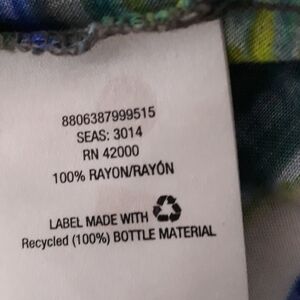 8806387999515
SEAS: 3014
RN 42000
100% RAYON/RAYÓN
LABEL MADE WITH
Recycled (100%) BOTTLE MATERIAL